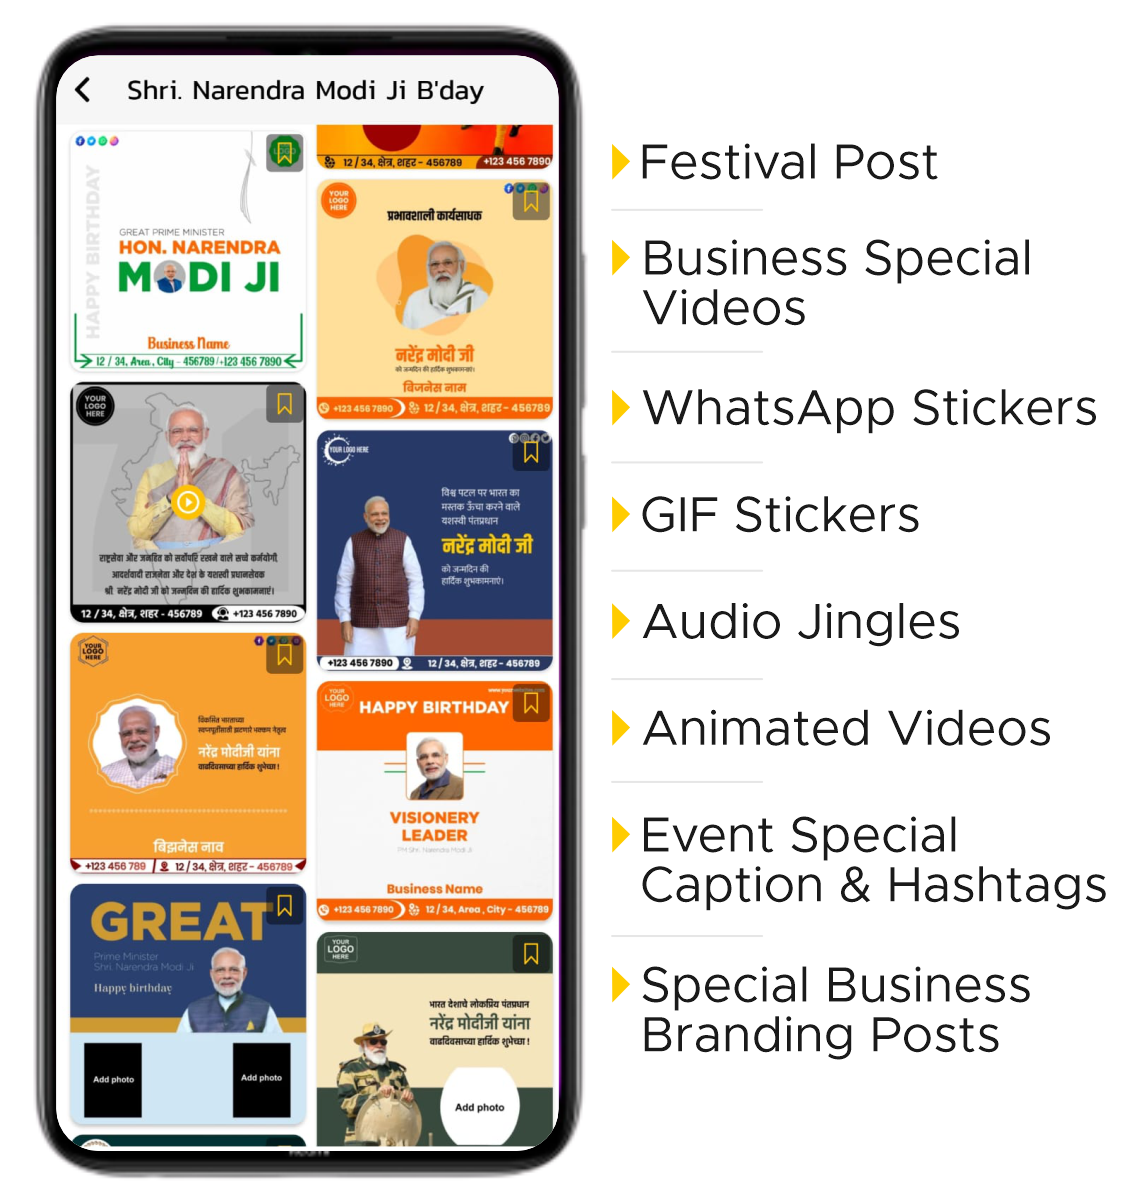 Shri. Narendra Modi Ji B'day
HAPPY BIRTHDAY
GREAT PRIME MINISTER
HON. NARENDRA
MODI JI
Business Name
12 / 34, Area , City - 456789 /+123 456 7890
YOUR
LOGO
HERE
राष्ट्रसेवा और जनहित को सर्वोपरि रखने वाले सच्चे कर्मयोगी,
आदर्शवादी राजनेता और देश के यशस्वी प्रधानसेवक
श्री. नरेंद्र मोदी जी को जन्मदिन की हार्दिक शुभकामनाएं।
12 / 34, क्षेत्र, शहर - 456789
+123 456 7890
YOUR
LOGO
HERE
विकसित भारताच्या
स्वप्नपूर्तीसाठी झटणारे भक्कम नेतृत्व
नरेंद्र मोदीजी यांना
वाढदिवसाच्या हार्दिक शुभेच्छा !
बिझनेस नाव
+123 456 789
12 / 34, क्षेत्र, शहर - 456789
GREAT
Prime Minister
Shri. Narendra Modi Ji
Happy birthday
Add photo
Add photo
12 / 34, क्षेत्र, शहर - 456789
+123 456 7890
YOUR
LOGO
HERE
प्रभावशाली कार्यसाधक
नरेंद्र मोदी जी
को जन्मदिन की हार्दिक शुभकामनाएं।
बिजनेस नाम
+123 456 7890
12 / 34, क्षेत्र, शहर - 456789
YOUR LOGO HERE
विश्व पटल पर भारत का
मस्तक ऊँचा करने वाले
यशस्वी पंतप्रधान
नरेंद्र मोदी जी
को जन्मदिन की
हार्दिक शुभकामनाएं।
+123 456 7890
12 / 34, क्षेत्र, शहर - 456789
YOUR
LOGO
HERE
HAPPY BIRTHDAY
VISIONERY
LEADER
PM Shri. Narendra Modi Ji
Business Name
+123 456 7890
12 / 34, Area , City - 456789
YOUR
LOGO
HERE
भारत देशाचे लोकप्रिय पंतप्रधान
नरेंद्र मोदीजी यांना
वाढदिवसाच्या हार्दिक शुभेच्छा !
Add photo
Festival Post
Business Special
Videos
WhatsApp Stickers
GIF Stickers
Audio Jingles
Animated Videos
Event Special
Caption & Hashtags
Special Business
Branding Posts